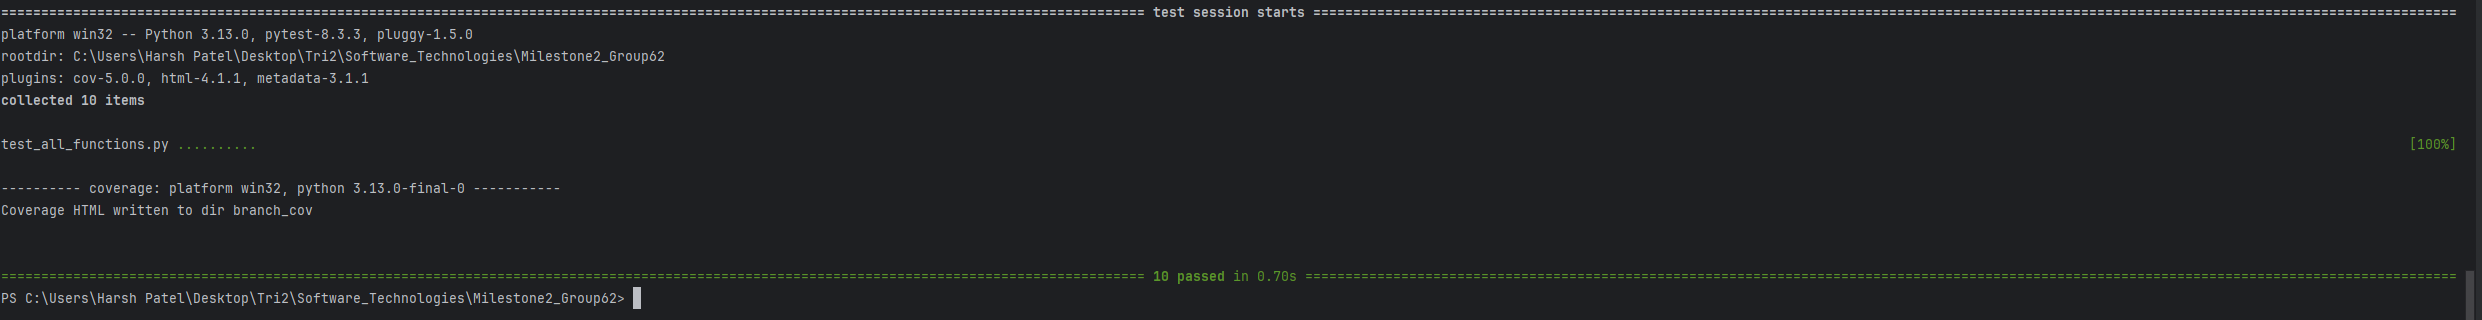 =============================================================================================================================================== test session starts ===============================================================================================================================================
platform win32 -- Python 3.13.0, pytest-8.3.3, pluggy-1.5.0
rootdir: C:\Users\Harsh Patel\Desktop\Tri2\Software_Technologies\Milestone2_Group62
plugins: cov-5.0.0, html-4.1.1, metadata-3.1.1
collected 10 items
test_all_functions.py .......... [100%]
---------- coverage: platform win32, python 3.13.0-final-0 -----------
Coverage HTML written to dir branch_cov
=============================================================================================================================================== 10 passed in 0.70s ================================================================================================================================================
PS C:\Users\Harsh Patel\Desktop\Tri2\Software_Technologies\Milestone2_Group62>